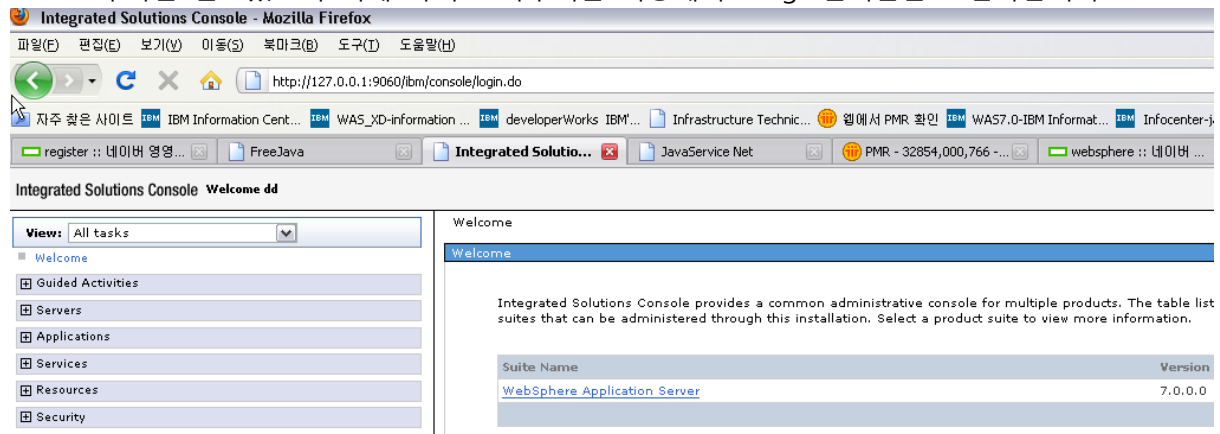 Integrated Solutions Console - Mozilla Firefox
파일(F) 편집(E) 보기(V) 이동(S) 북마크(B) 도구(T) 도움말(H)
http://127.0.0.1:9060/ibm/console/login.do
자주 찾은 사이트 IBM Information Cent... WAS_XD-information ... developerWorks IBM'... Infrastructure Technic... 웹에서 PMR 확인 WAS7.0-IBM Informat... Infocenter-j
register :: 네이버 영영... FreeJava Integrated Solutio... JavaService Net PMR - 32854,000,766 -... websphere :: 네이버 ...
Integrated Solutions Console Welcome dd
View: All tasks
Welcome
Guided Activities
Servers
Applications
Services
Resources
Security
Welcome
Welcome
Integrated Solutions Console provides a common administrative console for multiple products. The table list
suites that can be administered through this installation. Select a product suite to view more information.
Suite Name Version
WebSphere Application Server 7.0.0.0